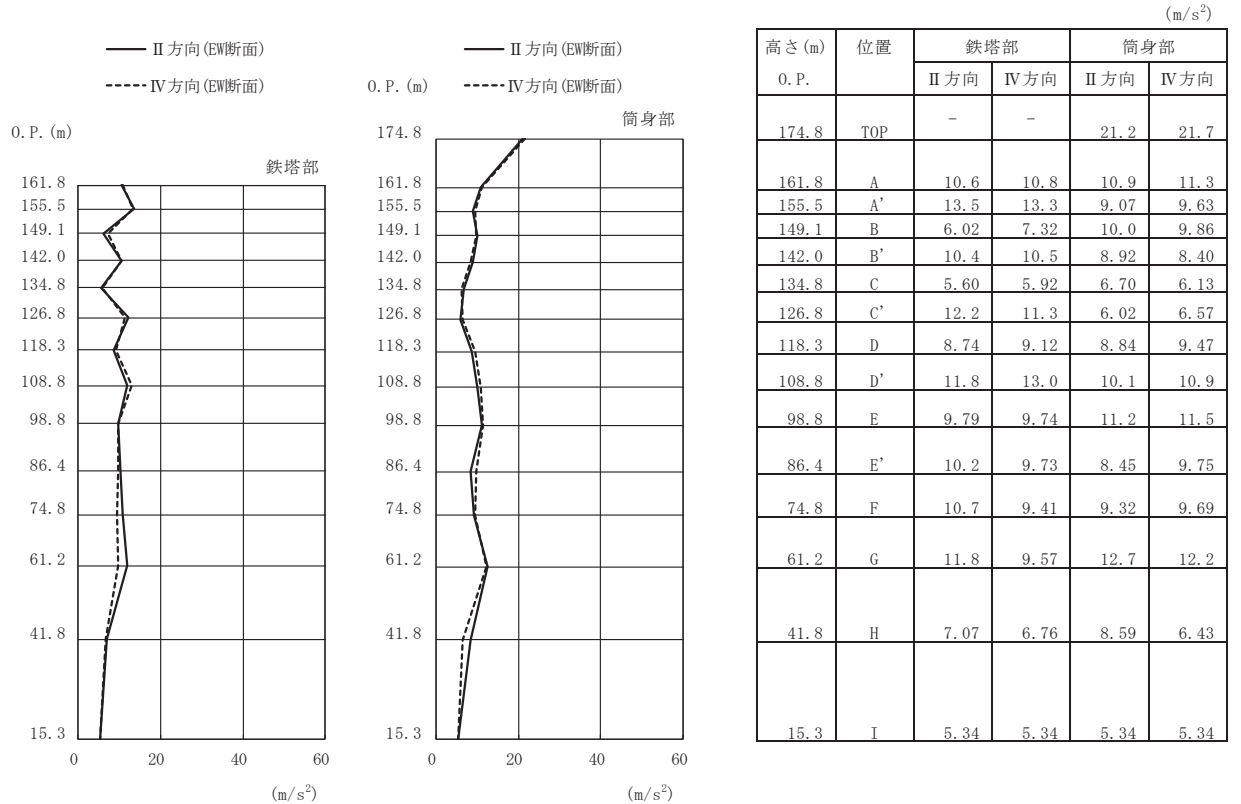 II方向(EW断面)
IV方向(EW断面)
O.P.(m)
鉄塔部
161.8
155.5
149.1
142.0
134.8
126.8
118.3
108.8
98.8
86.4
74.8
61.2
41.8
15.3
0 20 40 60
(m/s²)
II方向(EW断面)
IV方向(EW断面)
O.P.(m)
筒身部
174.8
161.8
155.5
149.1
142.0
134.8
126.8
118.3
108.8
98.8
86.4
74.8
61.2
41.8
15.3
0 20 40 60
(m/s²)
(m/s²)
高さ(m) 位置 鉄塔部 筒身部
O.P. II方向 IV方向 II方向 IV方向
174.8 TOP - - 21.2 21.7
161.8 A 10.6 10.8 10.9 11.3
155.5 A' 13.5 13.3 9.07 9.63
149.1 B 6.02 7.32 10.0 9.86
142.0 B' 10.4 10.5 8.92 8.40
134.8 C 5.60 5.92 6.70 6.13
126.8 C' 12.2 11.3 6.02 6.57
118.3 D 8.74 9.12 8.84 9.47
108.8 D' 11.8 13.0 10.1 10.9
98.8 E 9.79 9.74 11.2 11.5
86.4 E' 10.2 9.73 8.45 9.75
74.8 F 10.7 9.41 9.32 9.69
61.2 G 11.8 9.57 12.7 12.2
41.8 H 7.07 6.76 8.59 6.43
15.3 I 5.34 5.34 5.34 5.34